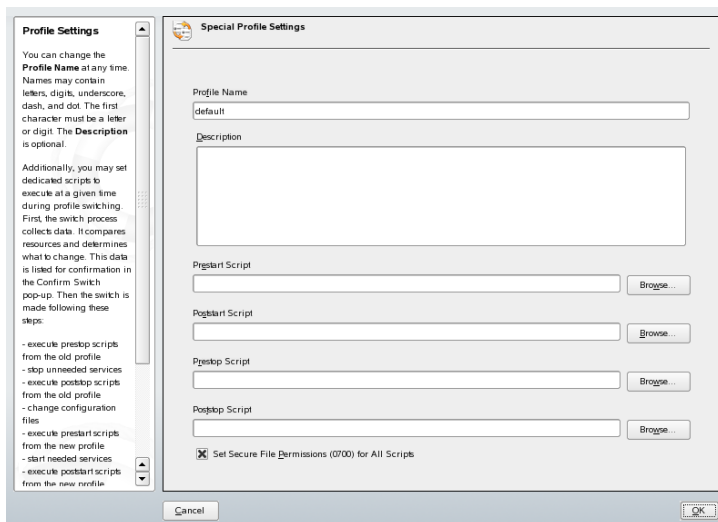 Profile Settings
You can change the
Profile Name at any time.
Names may contain
letters, digits, underscore,
dash, and dot. The first
character must be a letter
or digit. The Description
is optional.
Additionally, you may set
dedicated scripts to
execute at a given time
during profile switching.
First, the switch process
collects data. It compares
resources and determines
what to change. This data
is listed for confirmation in
the Confirm Switch
pop-up. Then the switch is
made following these
steps:
- execute prestop scripts
from the old profile
- stop unneeded services
- execute poststop scripts
from the old profile
- change configuration
files
- execute prestart scripts
from the new profile
- start needed services
- execute poststart scripts
from the new profile
Special Profile Settings
Profile Name
default
Description
Prestart Script
Browse...
Poststart Script
Browse...
Prestop Script
Browse...
Poststop Script
Browse...
Set Secure File Permissions (0700) for All Scripts
Cancel
OK